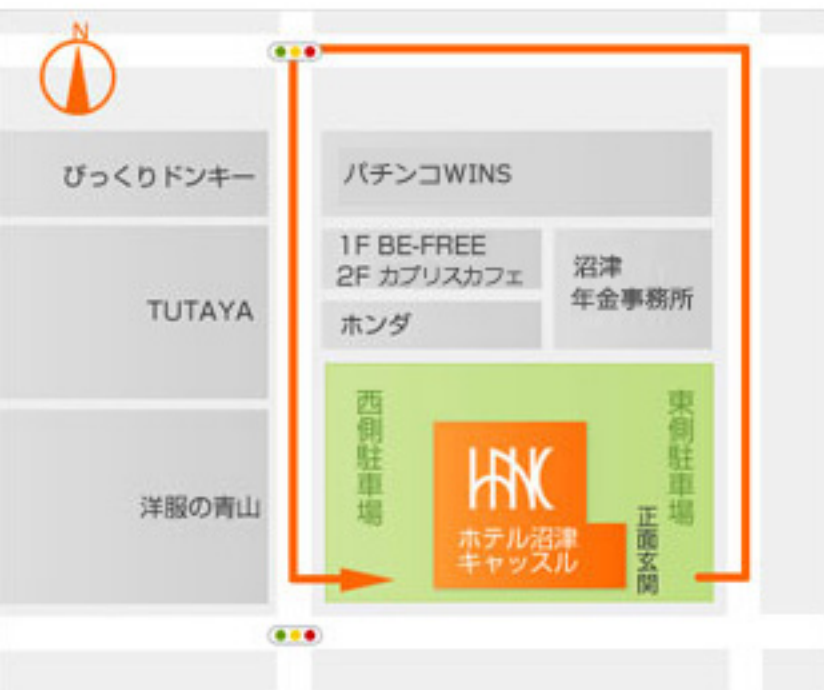 N
びっくりドンキー
パチンコWINS
1F BE-FREE
2F カプリスカフェ
沼津
年金事務所
TUTAYA
ホンダ
西側駐車場
東側駐車場
HNC
洋服の青山
正面玄関
ホテル沼津
キャッスル